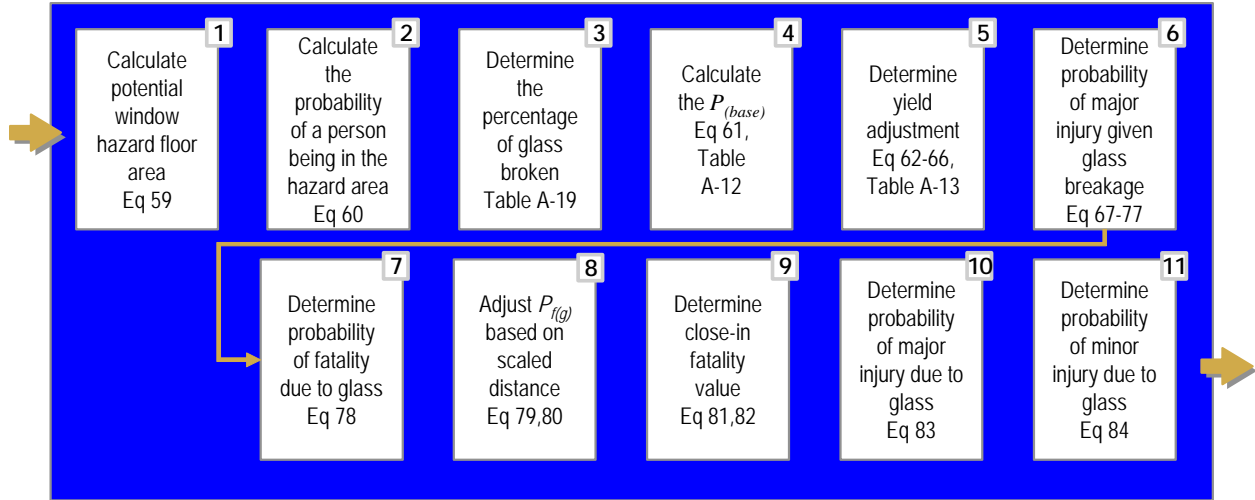 1
Calculate
potential
window
hazard floor
area
Eq 59
2
Calculate
the
probability
of a person
being in the
hazard area
Eq 60
3
Determine
the
percentage
of glass
broken
Table A-19
4
Calculate
the P(base)
Eq 61,
Table
A-12
5
Determine
yield
adjustment
Eq 62-66,
Table A-13
6
Determine
probability
of major
injury given
glass
breakage
Eq 67-77
7
Determine
probability
of fatality
due to glass
Eq 78
8
Adjust Pf(g)
based on
scaled
distance
Eq 79,80
9
Determine
close-in
fatality
value
Eq 81,82
10
Determine
probability
of major
injury due to
glass
Eq 83
11
Determine
probability
of minor
injury due to
glass
Eq 84